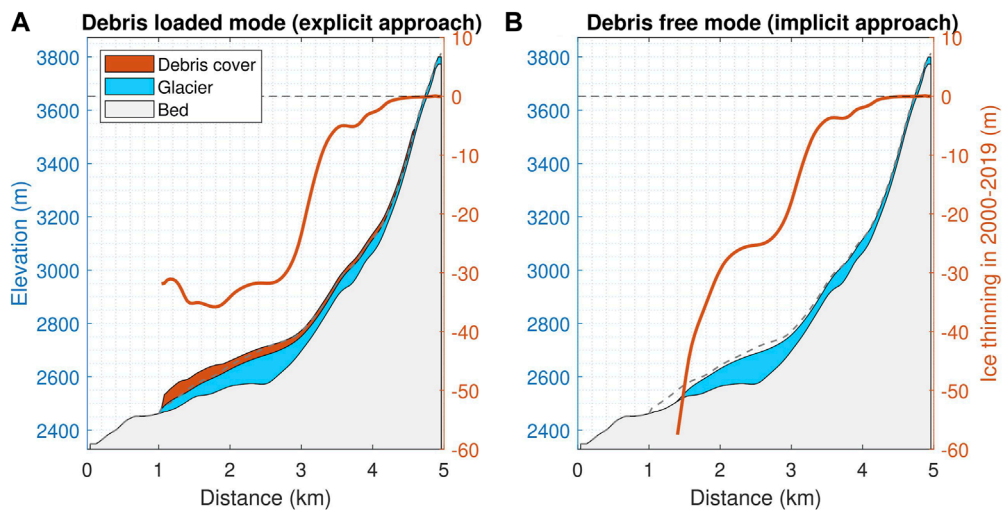 A
Debris loaded mode (explicit approach)
Debris cover
Glacier
Bed
3800
3600
3400
3200
3000
2800
2600
2400
Elevation (m)
10
0
-10
-20
-30
-40
-50
-60
0 1 2 3 4 5
Distance (km)
B
Debris free mode (implicit approach)
3800
3600
3400
3200
3000
2800
2600
2400
10
0
-10
-20
-30
-40
-50
-60
Ice thinning in 2000-2019 (m)
0 1 2 3 4 5
Distance (km)